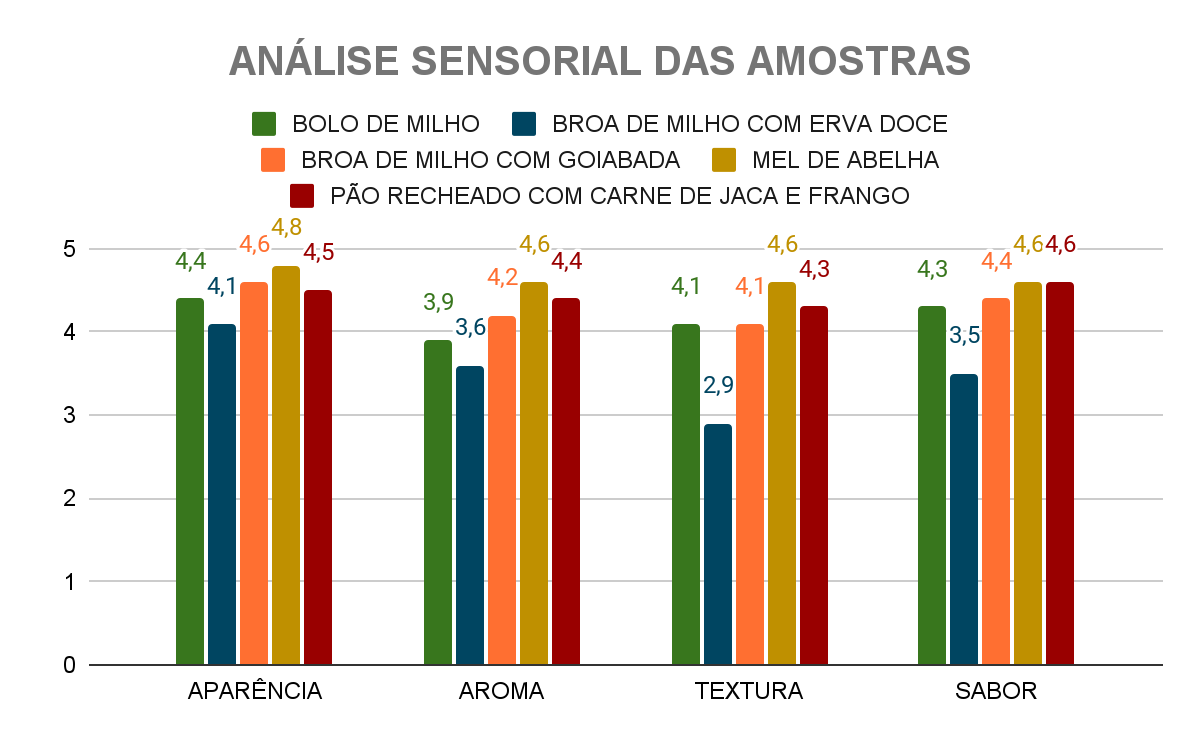 ANÁLISE SENSORIAL DAS AMOSTRAS
BOLO DE MILHO BROA DE MILHO COM ERVA DOCE
BROA DE MILHO COM GOIABADA MEL DE ABELHA
PÃO RECHEADO COM CARNE DE JACA E FRANGO
5
4
3
2
1
0
4,4 4,1 4,6 4,8 4,5
3,9 3,6 4,2 4,6 4,4
4,1 2,9 4,1 4,6 4,3
4,3 3,5 4,4 4,6 4,6
APARÊNCIA AROMA TEXTURA SABOR